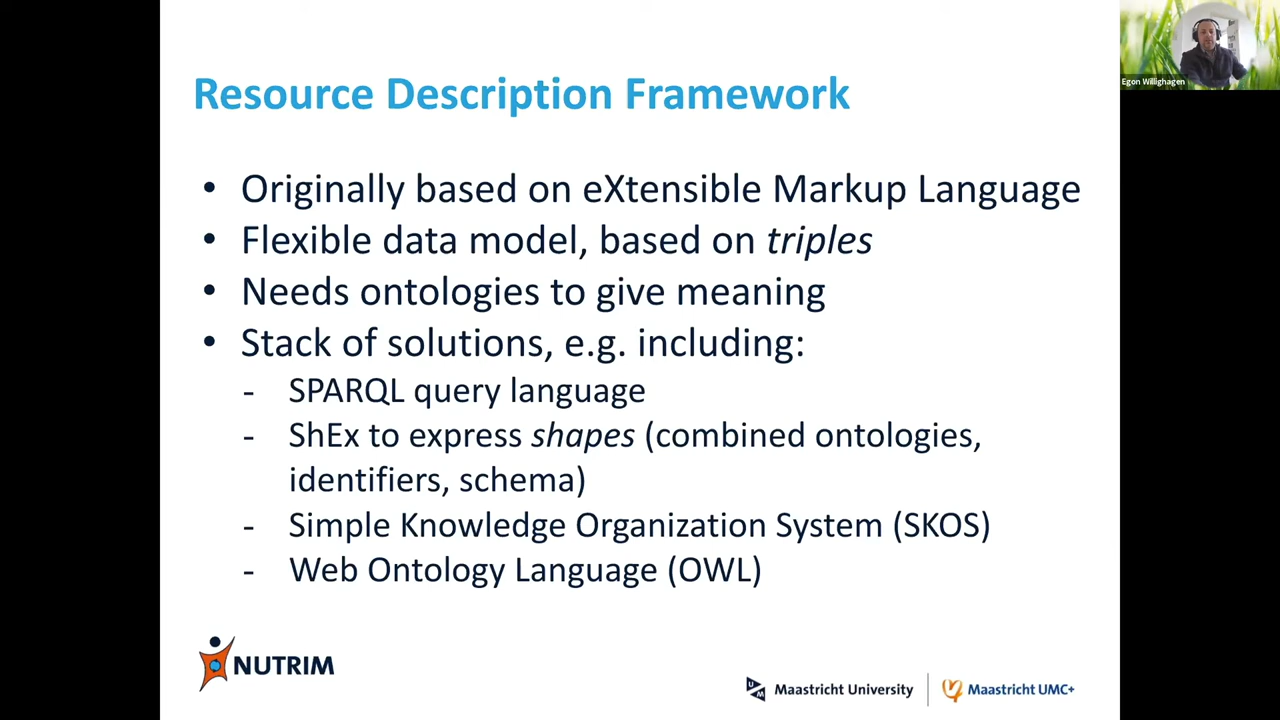 Egon Willighagen
Resource Description Framework
• Originally based on eXtensible Markup Language
• Flexible data model, based on triples
• Needs ontologies to give meaning
• Stack of solutions, e.g. including:
- SPARQL query language
- ShEx to express shapes (combined ontologies,
identifiers, schema)
- Simple Knowledge Organization System (SKOS)
- Web Ontology Language (OWL)
NUTRIM
UM Maastricht University
Maastricht UMC+